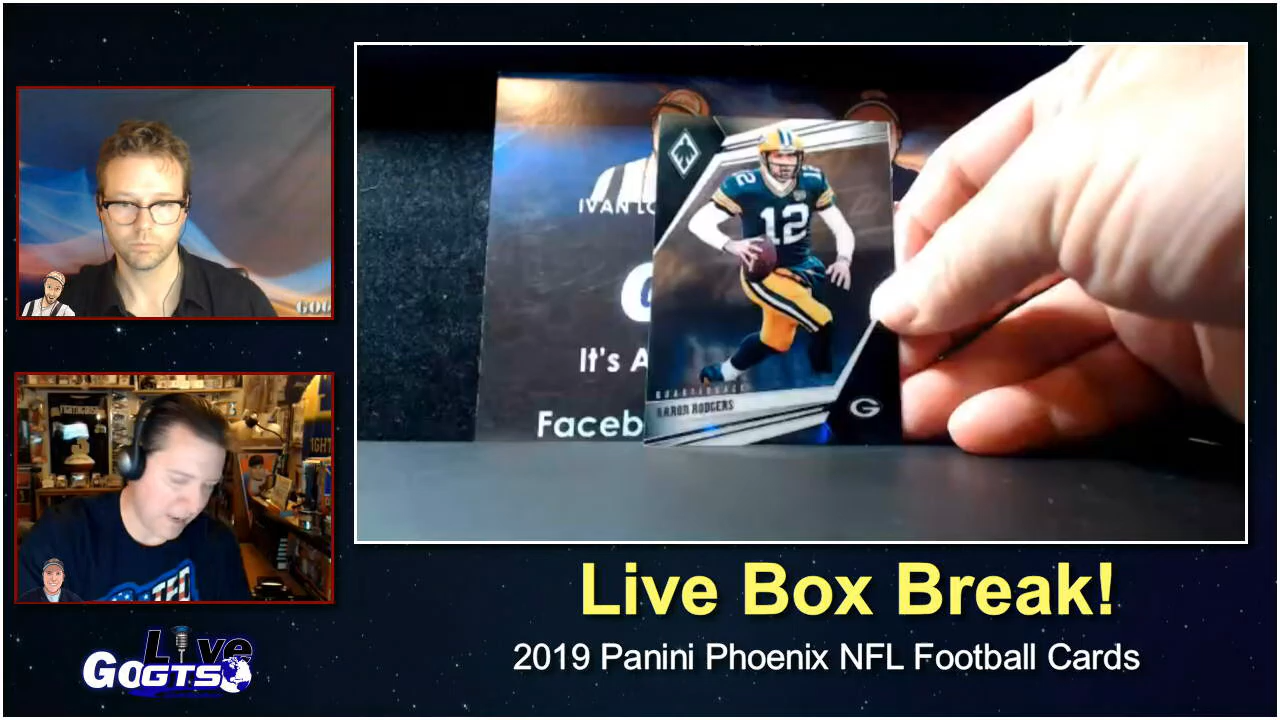 IVAN LO
It's A
Faceb
12
12
QUARTERBACK
AARON RODGERS
G
GOG
Live
GOGTS
Live Box Break!
2019 Panini Phoenix NFL Football Cards